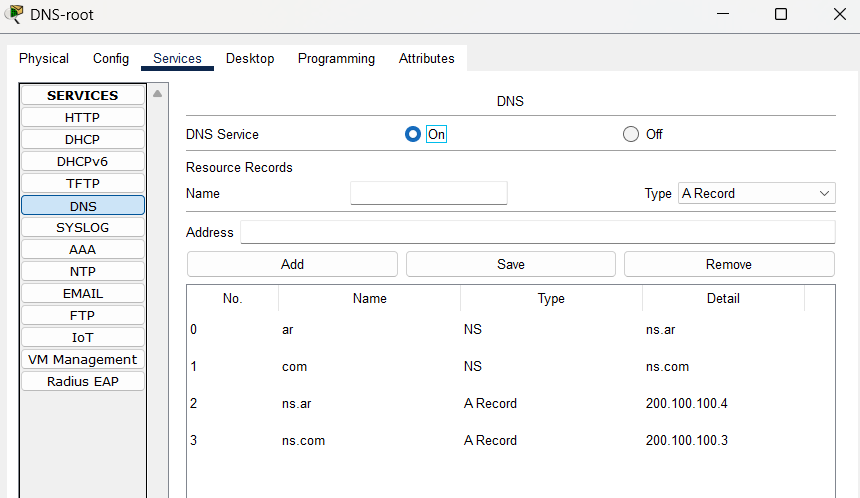 DNS-root
Physical Config Services Desktop Programming Attributes
SERVICES
HTTP
DHCP
DHCPv6
TFTP
DNS
SYSLOG
AAA
NTP
EMAIL
FTP
IoT
VM Management
Radius EAP
DNS
DNS Service On Off
Resource Records
Name Type A Record
Address
Add Save Remove
No. Name Type Detail
0 ar NS ns.ar
1 com NS ns.com
2 ns.ar A Record 200.100.100.4
3 ns.com A Record 200.100.100.3